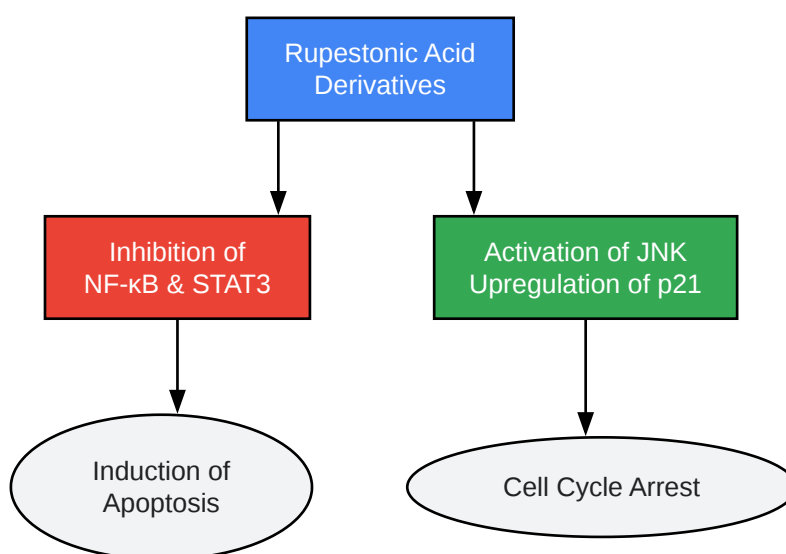 Rupestonic Acid
Derivatives
Inhibition of
NF-κB & STAT3
Activation of JNK
Upregulation of p21
Induction of
Apoptosis
Cell Cycle Arrest